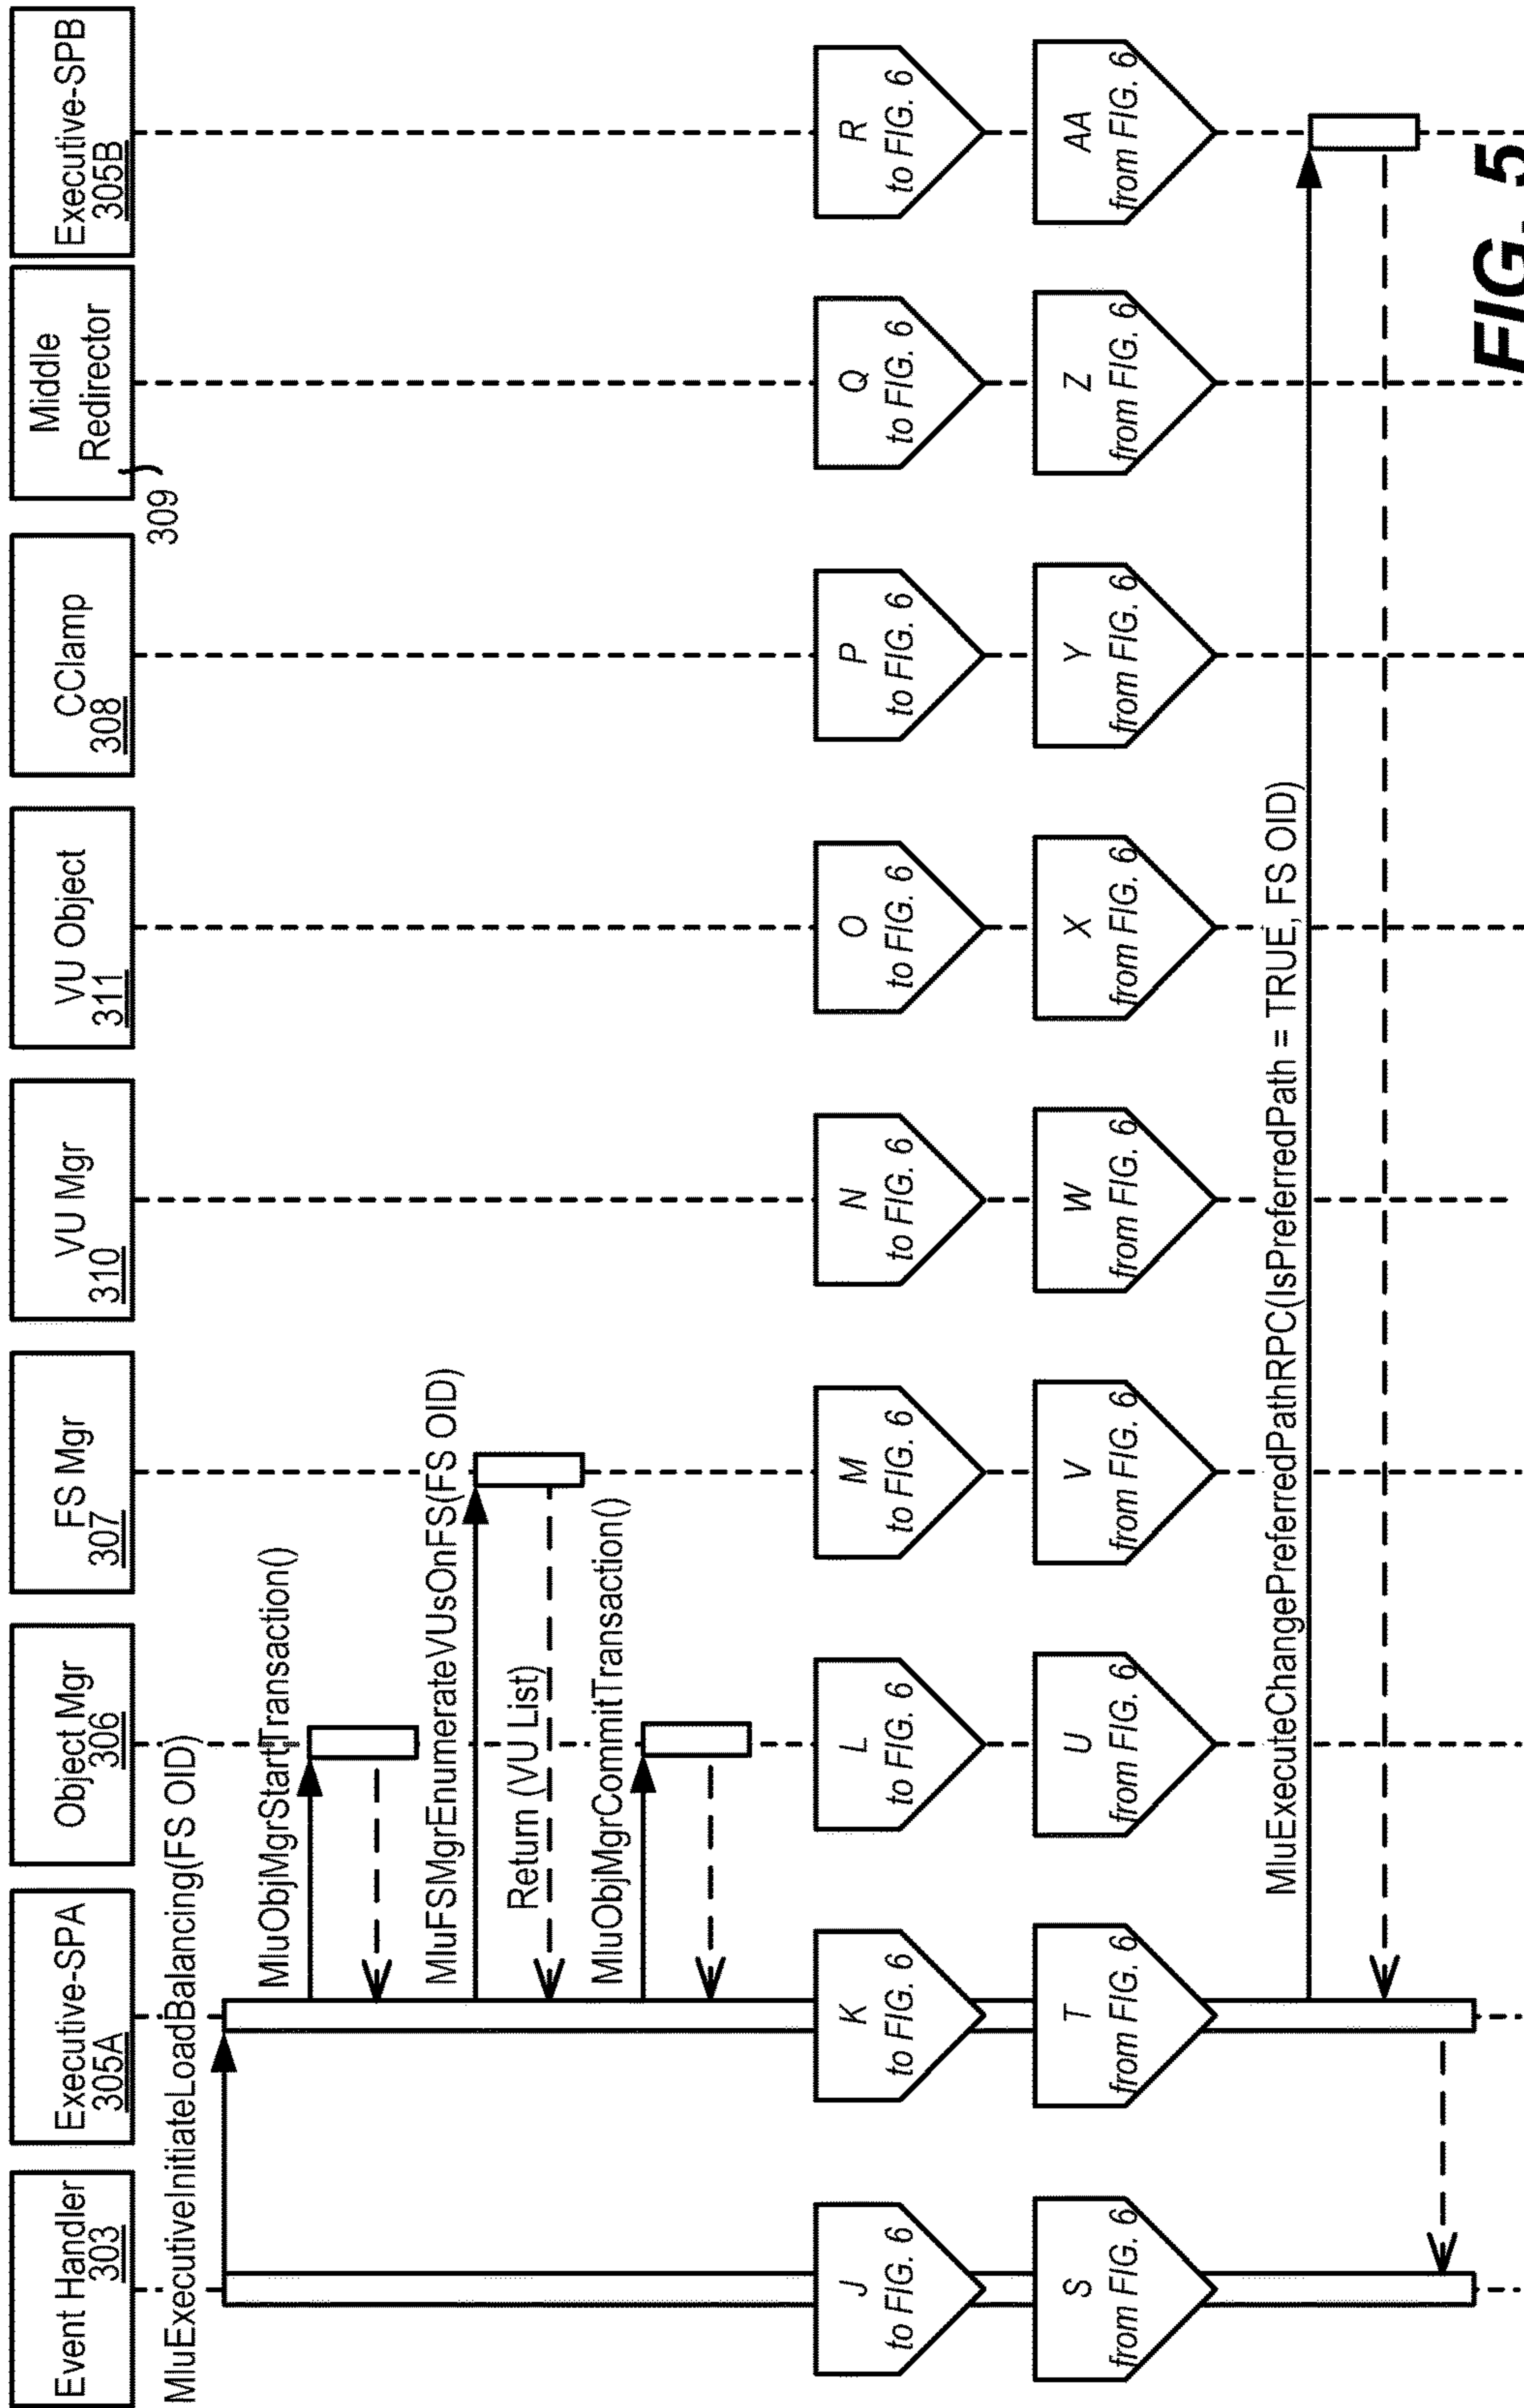 Event Handler
303
Executive-SPA
305A
Object Mgr
306
FS Mgr
307
VU Mgr
310
VU Object
311
CClamp
308
Middle
Redirector
309
Executive-SPB
305B
MluExecutiveInitiateLoadBalancing(FS OID)
MluObjMgrStartTransaction()
MluFSMgrEnumerateVUsOnFS(FS OID)
Return (VU List)
MluObjMgrCommitTransaction()
J
to FIG. 6
K
to FIG. 6
L
to FIG. 6
M
to FIG. 6
N
to FIG. 6
O
to FIG. 6
P
to FIG. 6
Q
to FIG. 6
R
to FIG. 6
S
from FIG. 6
T
from FIG. 6
U
from FIG. 6
V
from FIG. 6
W
from FIG. 6
X
from FIG. 6
Y
from FIG. 6
Z
from FIG. 6
AA
from FIG. 6
MluExecuteChangePreferredPathRPC(IsPreferredPath = TRUE, FS OID)
FIG. 5